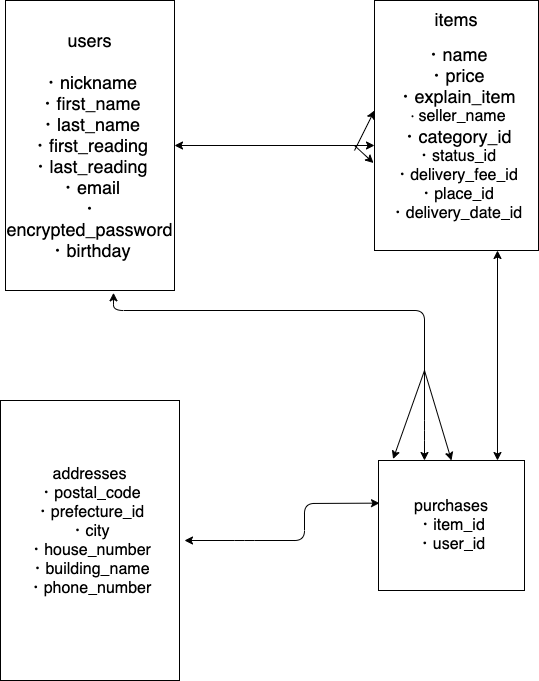 users
・nickname
・first_name
・last_name
・first_reading
・last_reading
・email
・
encrypted_password
・birthday
items
・name
・price
・explain_item
・seller_name
・category_id
・status_id
・delivery_fee_id
・place_id
・delivery_date_id
addresses
・postal_code
・prefecture_id
・city
・house_number
・building_name
・phone_number
purchases
・item_id
・user_id